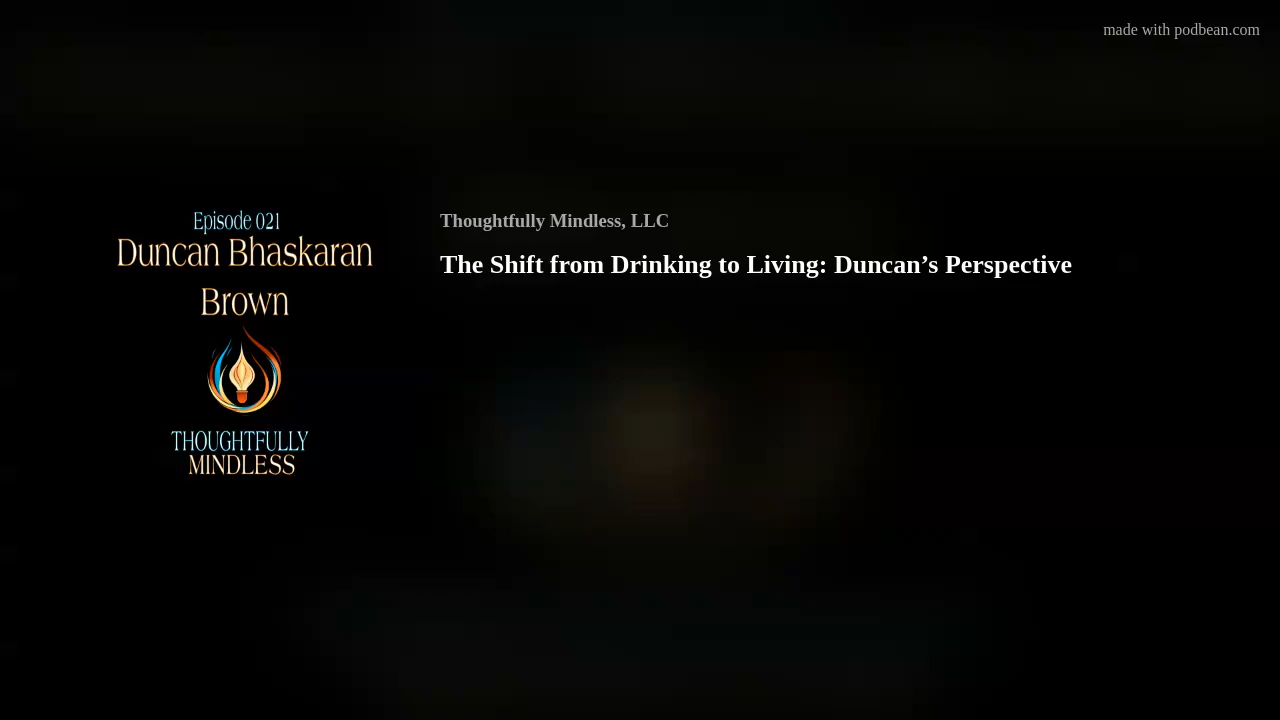 made with podbean.com
Episode 021
Duncan Bhaskaran
Brown
THOUGHTFULLY
MINDLESS
Thoughtfully Mindless, LLC
The Shift from Drinking to Living: Duncan’s Perspective